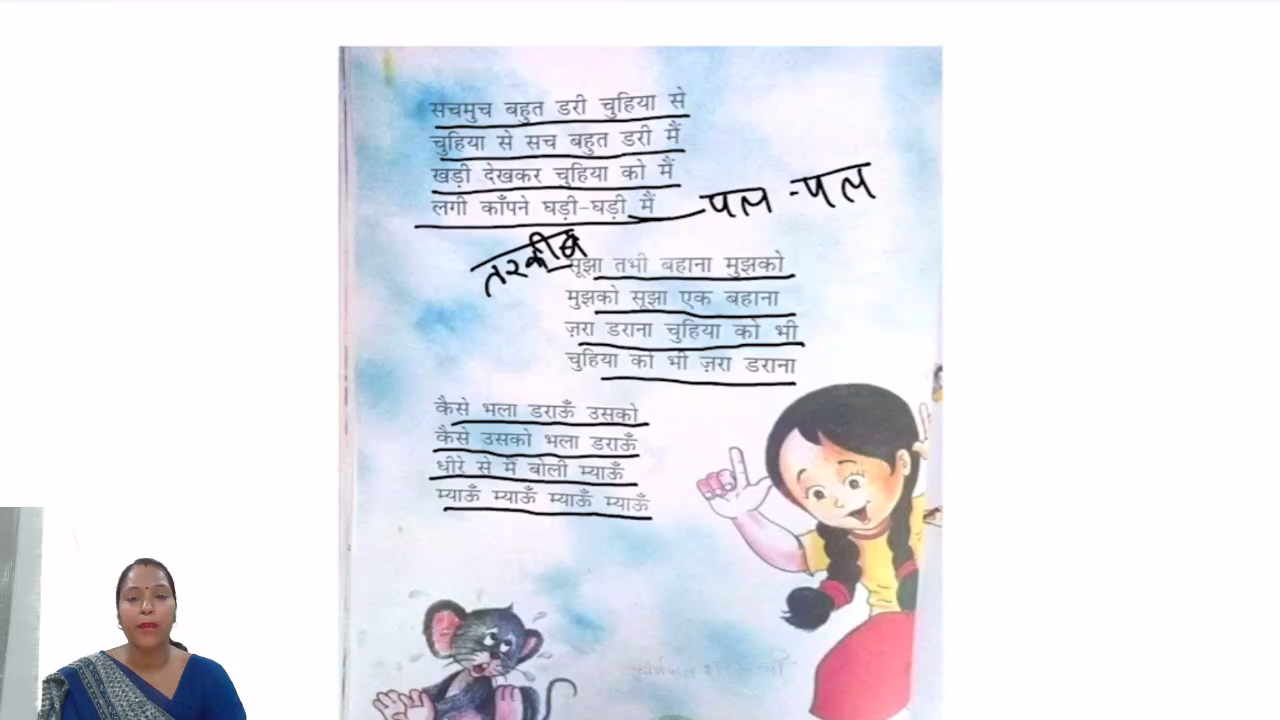 सचमुच बहुत डरी चुहिया से
चुहिया से सच बहुत डरी मैं
खड़ी देखकर चुहिया को मैं
लगी काँपने घड़ी-घड़ी मैं
पल - पल
तरकीब
सूझा तभी बहाना मुझको
मुझको सूझा एक बहाना
ज़रा डराना चुहिया को भी
चुहिया को भी ज़रा डराना
कैसे भला डराऊँ उसको
कैसे उसको भला डराऊँ
धीरे से मैं बोली म्याऊँ
म्याऊँ म्याऊँ म्याऊँ म्याऊँ